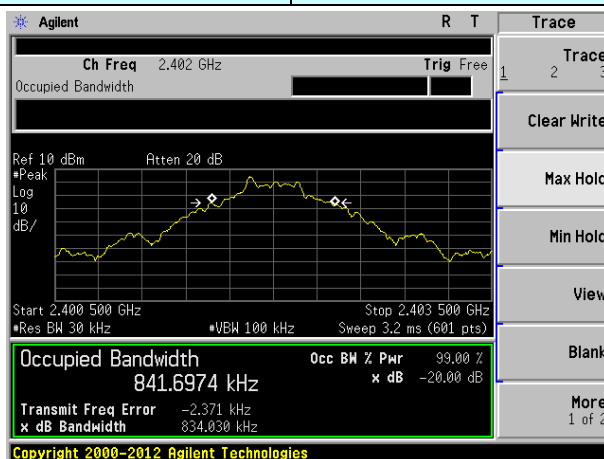 Agilent R T
Trace
Ch Freq 2.402 GHz Trig Free
Occupied Bandwidth
Trace
1 2 3
Clear Write
Max Hold
Min Hold
View
Blank
More
1 of 2
Ref 10 dBm Atten 20 dB
#Peak
Log
10
dB/
Start 2.400 500 GHz Stop 2.403 500 GHz
#Res BW 30 kHz #VBW 100 kHz Sweep 3.2 ms (601 pts)
Occupied Bandwidth Occ BW % Pwr 99.00 %
841.6974 kHz x dB -20.00 dB
Transmit Freq Error -2.371 kHz
x dB Bandwidth 834.030 kHz
Copyright 2000-2012 Agilent Technologies